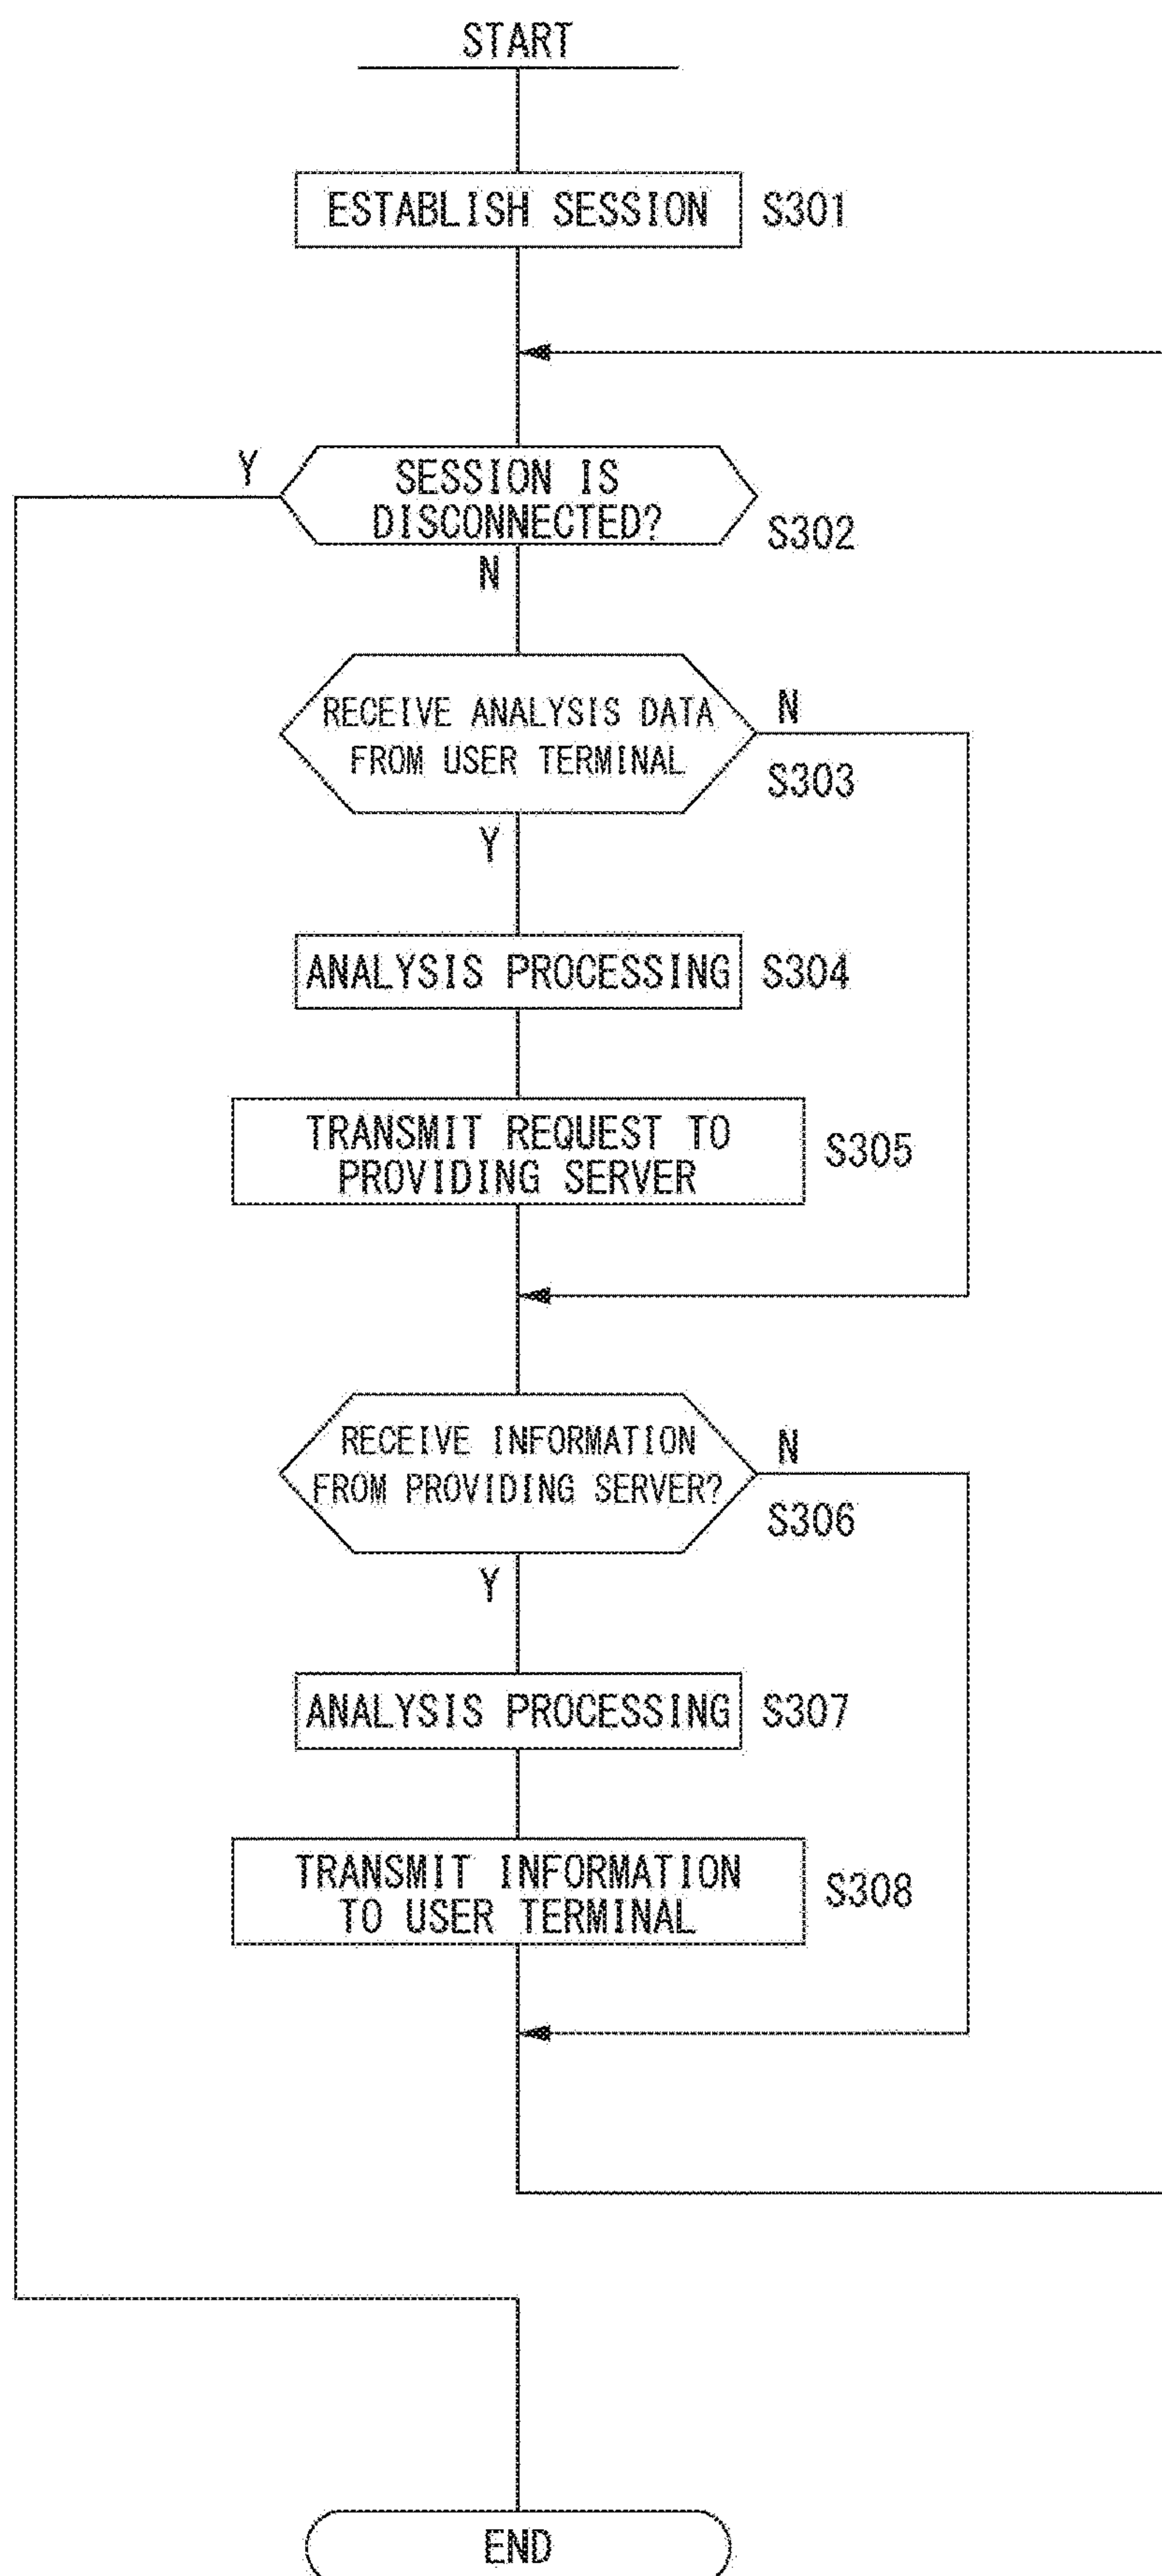 START
ESTABLISH SESSION S301
Y
SESSION IS
DISCONNECTED?
S302
N
RECEIVE ANALYSIS DATA
FROM USER TERMINAL
N
S303
Y
ANALYSIS PROCESSING S304
TRANSMIT REQUEST TO
PROVIDING SERVER
S305
RECEIVE INFORMATION
FROM PROVIDING SERVER?
N
S306
Y
ANALYSIS PROCESSING S307
TRANSMIT INFORMATION
TO USER TERMINAL
S308
END